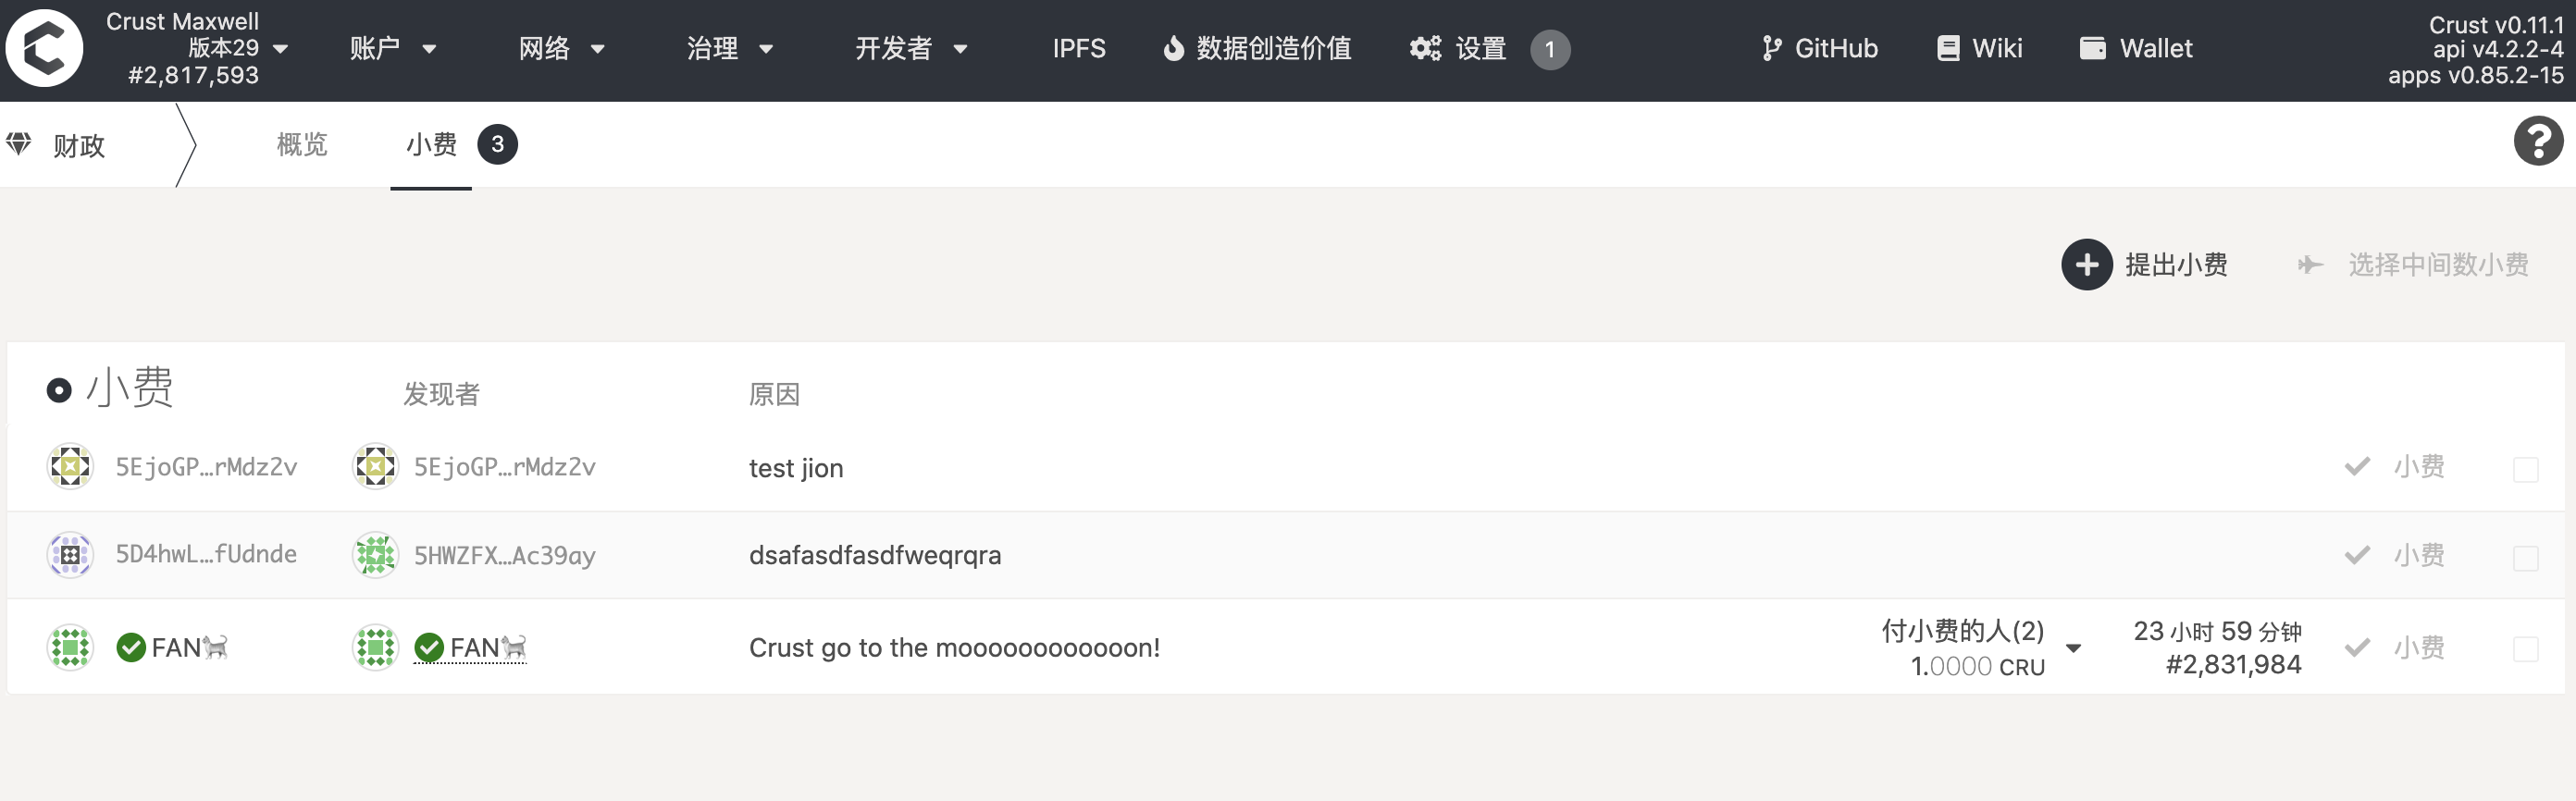 Crust Maxwell
版本29
#2,817,593
账户
网络
治理
开发者
IPFS
数据创造价值
设置
1
GitHub
Wiki
Wallet
Crust v0.11.1
api v4.2.2-4
apps v0.85.2-15
财政
概览
小费
3
?
提出小费
选择中间数小费
小费
发现者
原因
5EjoGP…rMdz2v
5EjoGP…rMdz2v
test jion
小费
5D4hwL…fUdnde
5HWZFX…Ac39ay
dsafasdfasdfweqrqra
小费
FAN🐈
FAN🐈
Crust go to the moooooooooooon!
付小费的人(2)
1.0000 CRU
23 小时 59 分钟
#2,831,984
小费